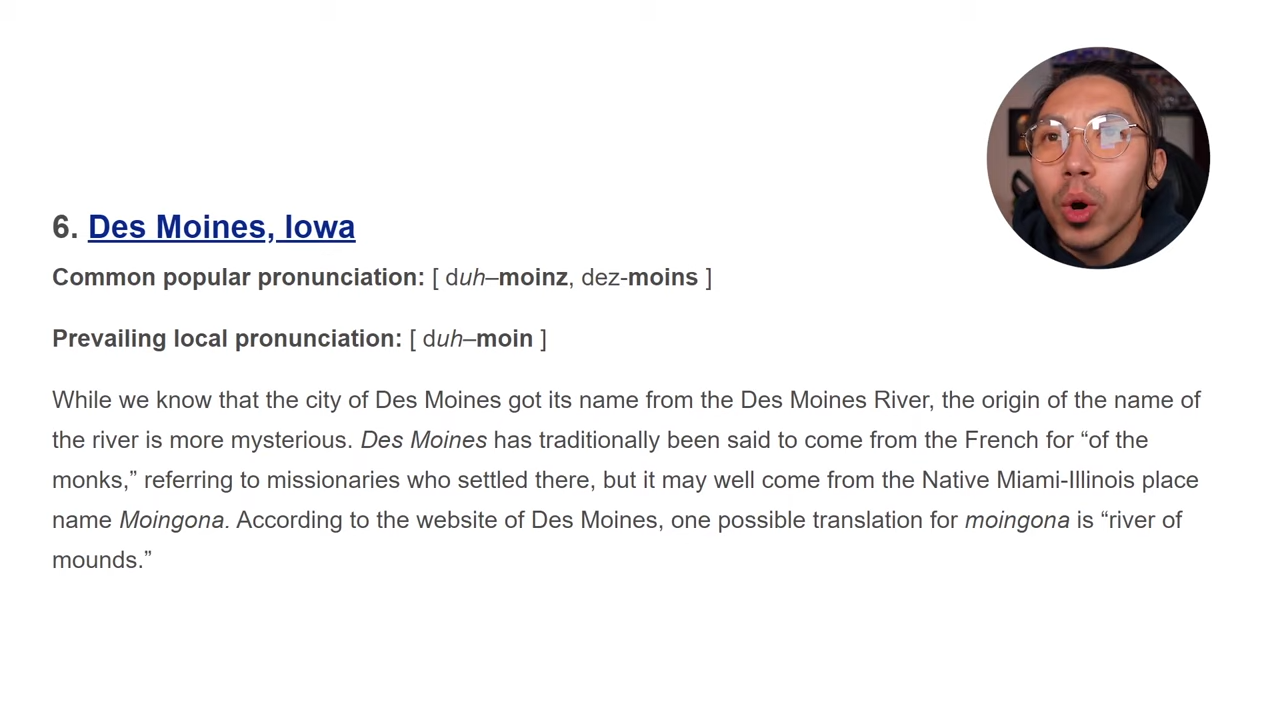 6. Des Moines, Iowa
Common popular pronunciation: [ duh–moinz, dez-moins ]
Prevailing local pronunciation: [ duh–moin ]
While we know that the city of Des Moines got its name from the Des Moines River, the origin of the name of
the river is more mysterious. Des Moines has traditionally been said to come from the French for “of the
monks,” referring to missionaries who settled there, but it may well come from the Native Miami-Illinois place
name Moingona. According to the website of Des Moines, one possible translation for moingona is “river of
mounds.”